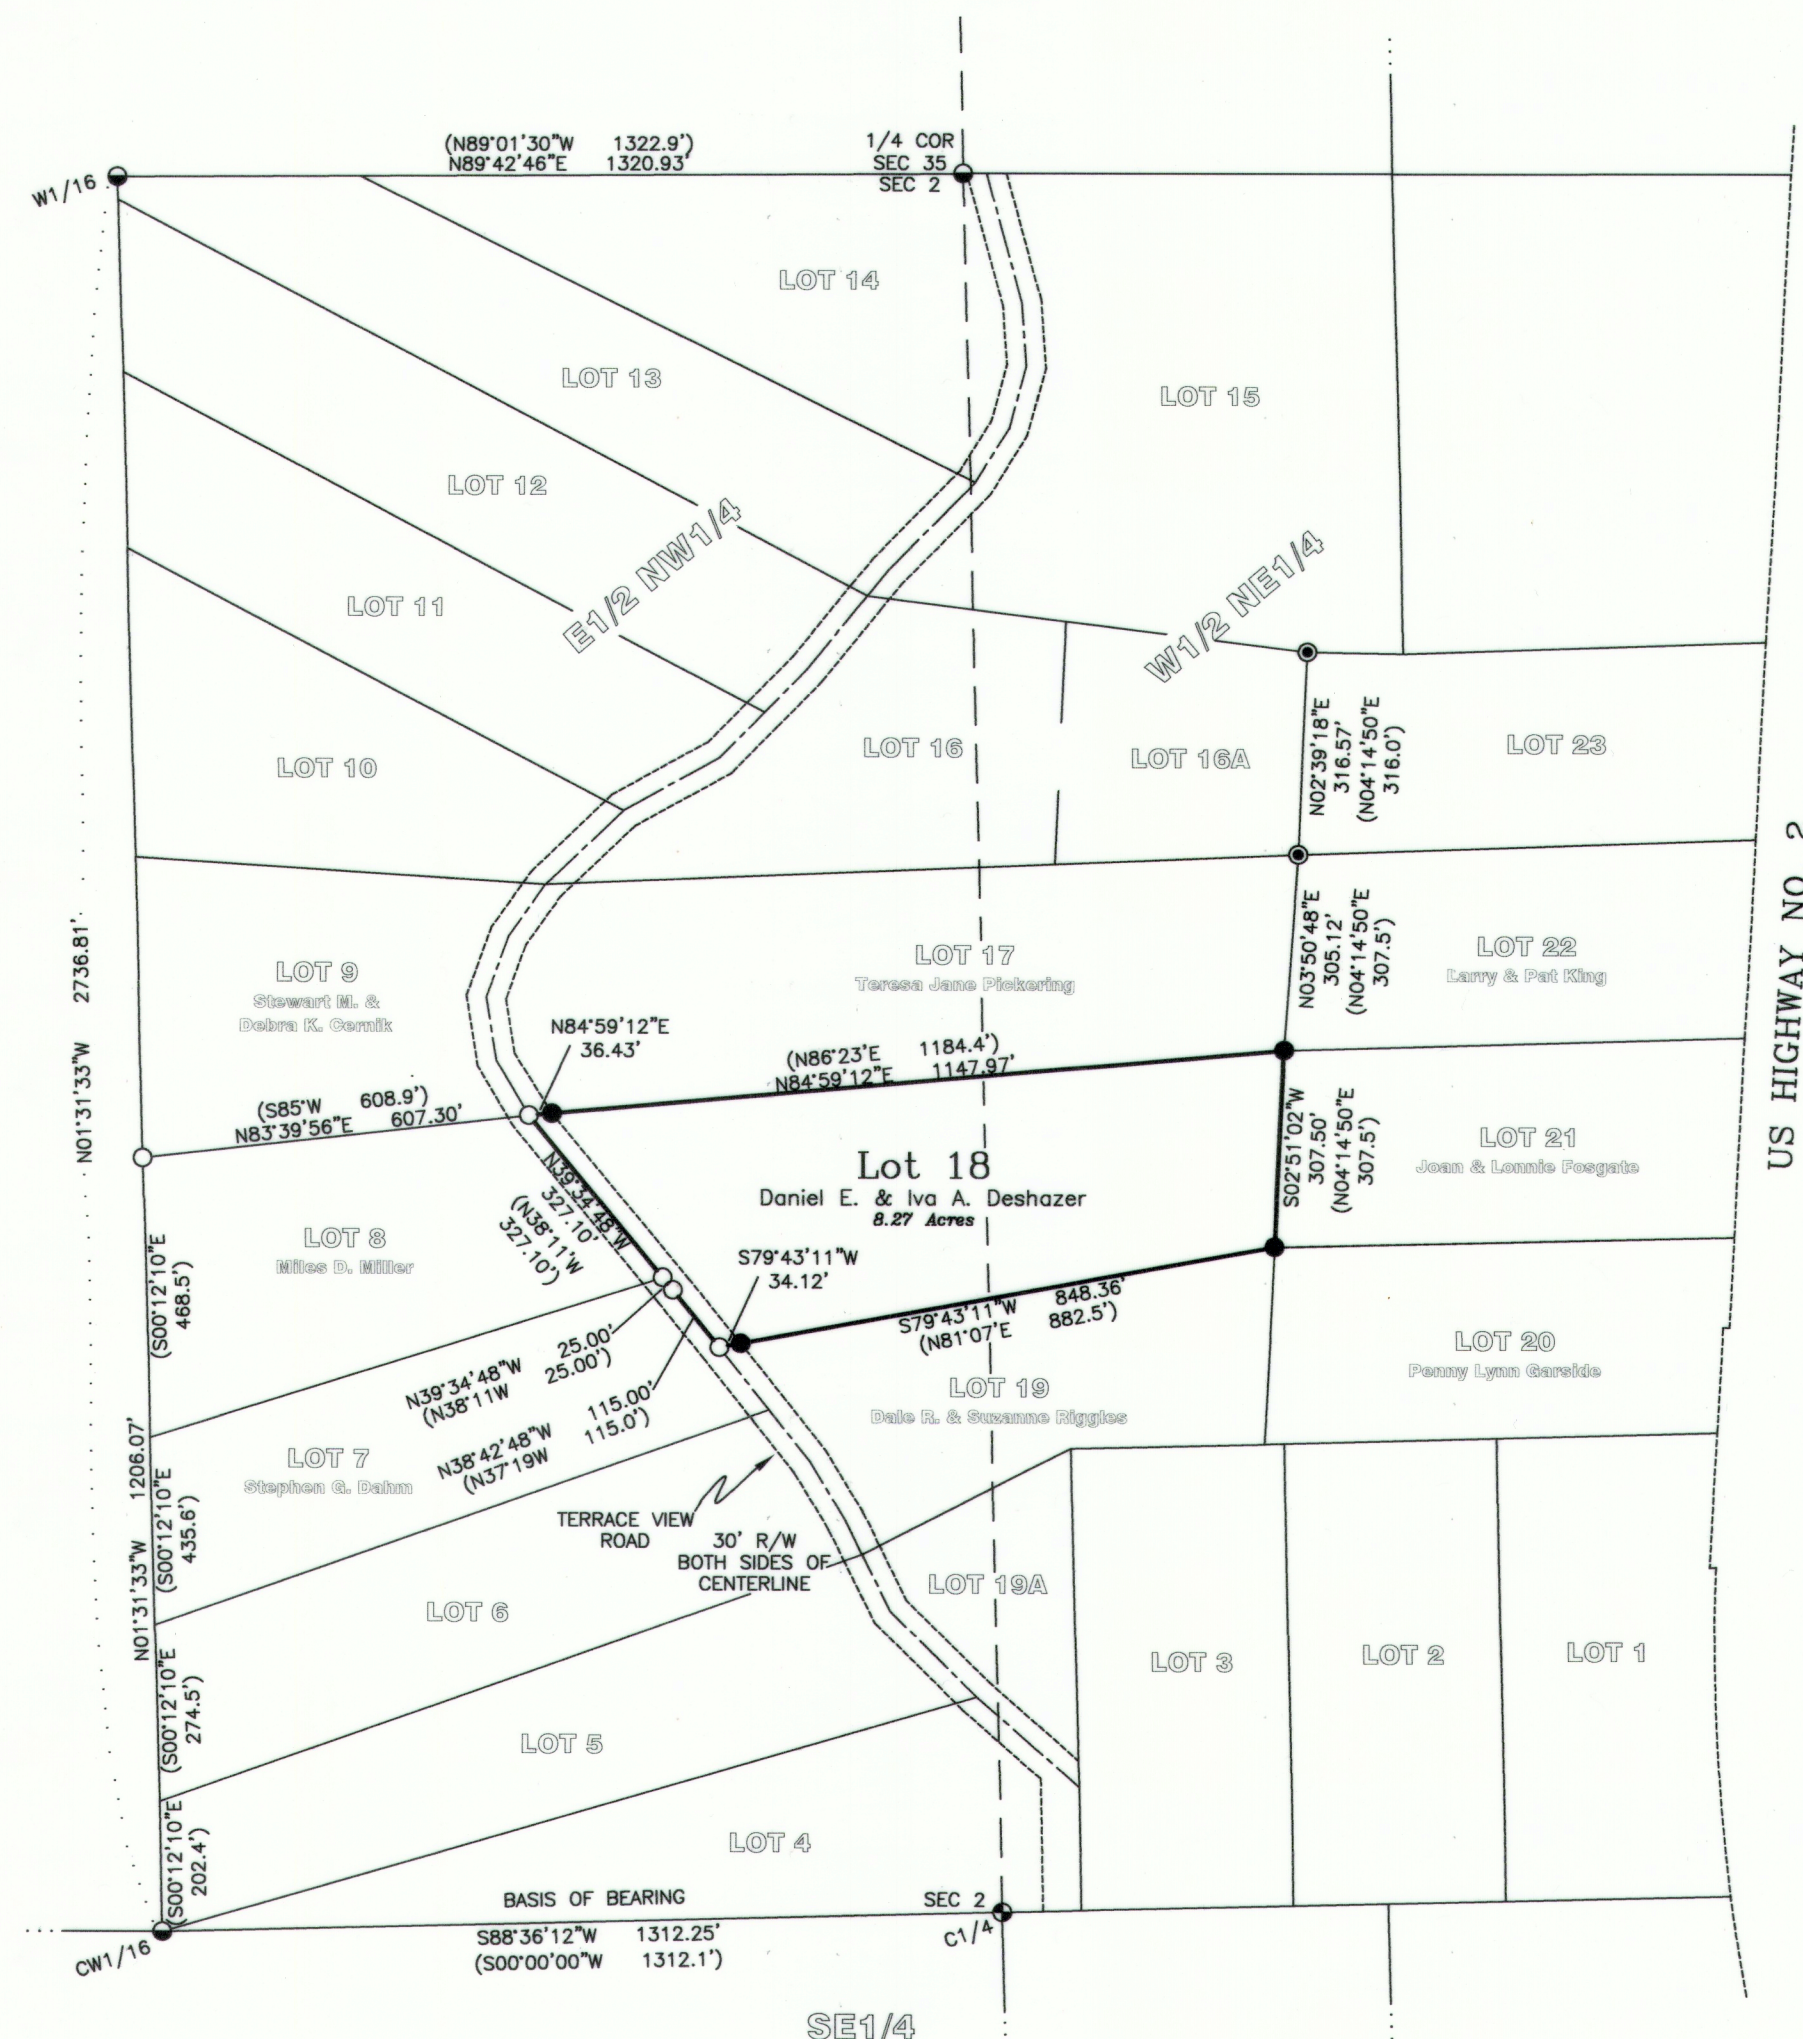 (N89°01'30"W 1322.9')
N89°42'46"E 1320.93'
1/4 COR
SEC 35
SEC 2
W1/16
LOT 14
LOT 13
LOT 15
LOT 12
E1/2 NW1/4
W1/2 NE1/4
LOT 11
LOT 10
LOT 16
LOT 16A
N02°39'18"E
316.57'
(N04°14'50"E
316.0')
LOT 23
US HIGHWAY NO. 2
N01°31'33"W 2736.81'
LOT 9
Stewart M. &
Debra K. Cernik
LOT 17
Teresa Jane Pickering
N03°50'48"E
305.12'
(N04°14'50"E
307.5')
LOT 22
Larry & Pat King
N84°59'12"E
36.43'
(N86°23'E 1184.4')
N84°59'12"E 1147.97'
(S85°W 608.9')
N83°39'56"E 607.30'
N39°34'48"W
327.10'
(N38°11'W
327.10')
Lot 18
Daniel E. & Iva A. Deshazer
8.27 Acres
S02°51'02"W
307.50'
(N04°14'50"E
307.5')
LOT 21
Joan & Lonnie Fosgate
LOT 8
Miles D. Miller
(S00°12'10"E
468.5')
S79°43'11"W
34.12'
S79°43'11"W 848.36'
(N81°07'E 882.5')
N39°34'48"W 25.00'
(N38°11W 25.00')
LOT 20
Penny Lynn Garside
LOT 19
Dale R. & Suzanne Riggles
N38°42'48"W 115.00'
(N37°19W 115.0')
LOT 7
Stephen G. Dahm
N01°31'33"W 1206.07'
(S00°12'10"E
435.6')
TERRACE VIEW
ROAD
30' R/W
BOTH SIDES OF
CENTERLINE
LOT 19A
LOT 6
LOT 3
LOT 2
LOT 1
(S00°12'10"E
274.5')
LOT 5
LOT 4
(S00°12'10"E
202.4')
BASIS OF BEARING
SEC 2
S88°36'12"W 1312.25'
(S00°00'00"W 1312.1')
C1/4
CW1/16
SE1/4